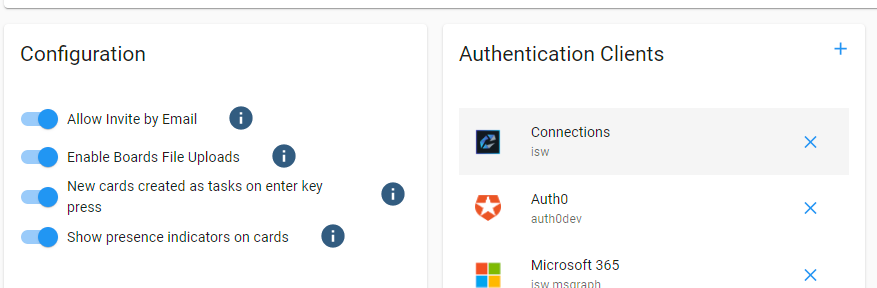 Configuration
Allow Invite by Email
Enable Boards File Uploads
New cards created as tasks on enter key
press
Show presence indicators on cards
Authentication Clients
Connections
isw
Auth0
auth0dev
Microsoft 365
isw msgraph